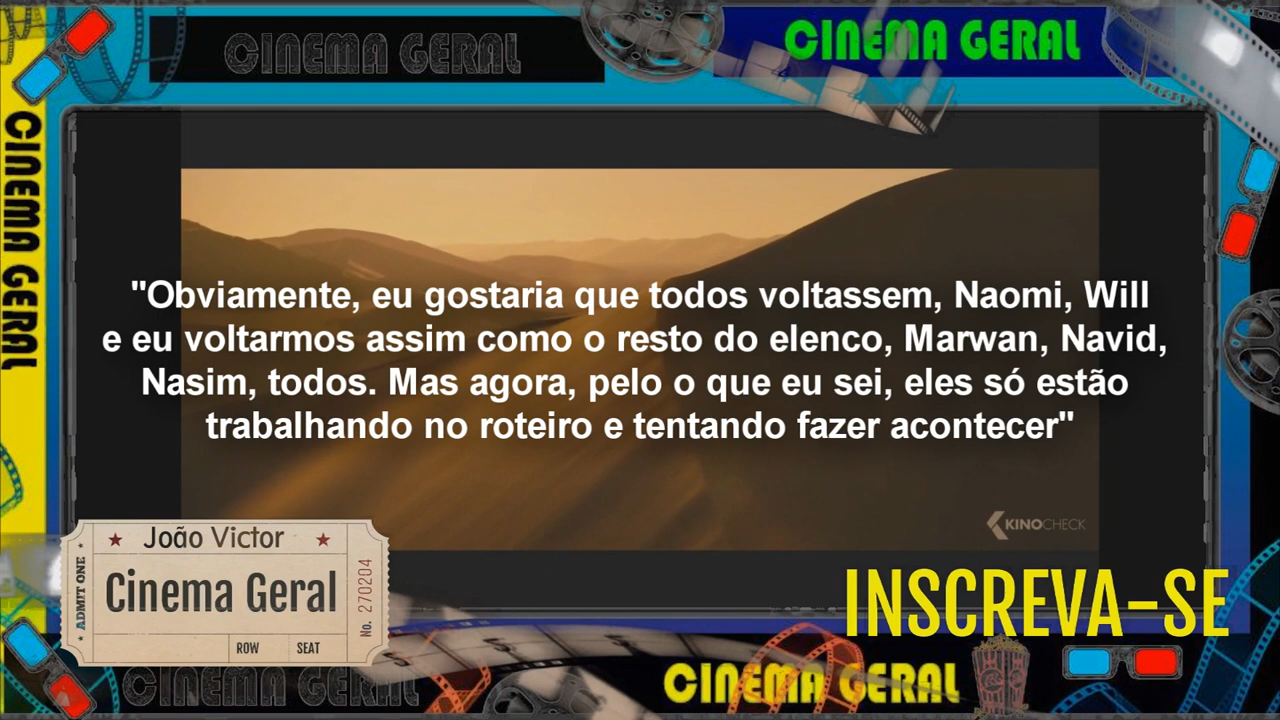 CINEMA GERAL
CINEMA GERAL
CINEMA GERAL
"Obviamente, eu gostaria que todos voltassem, Naomi, Will
e eu voltarmos assim como o resto do elenco, Marwan, Navid,
Nasim, todos. Mas agora, pelo o que eu sei, eles só estão
trabalhando no roteiro e tentando fazer acontecer"
KINOCHECK
João Victor
ADMIT ONE
Cinema Geral
No. 270204
ROW SEAT
INSCREVA-SE
CINEMA GERAL
CINEMA GERAL